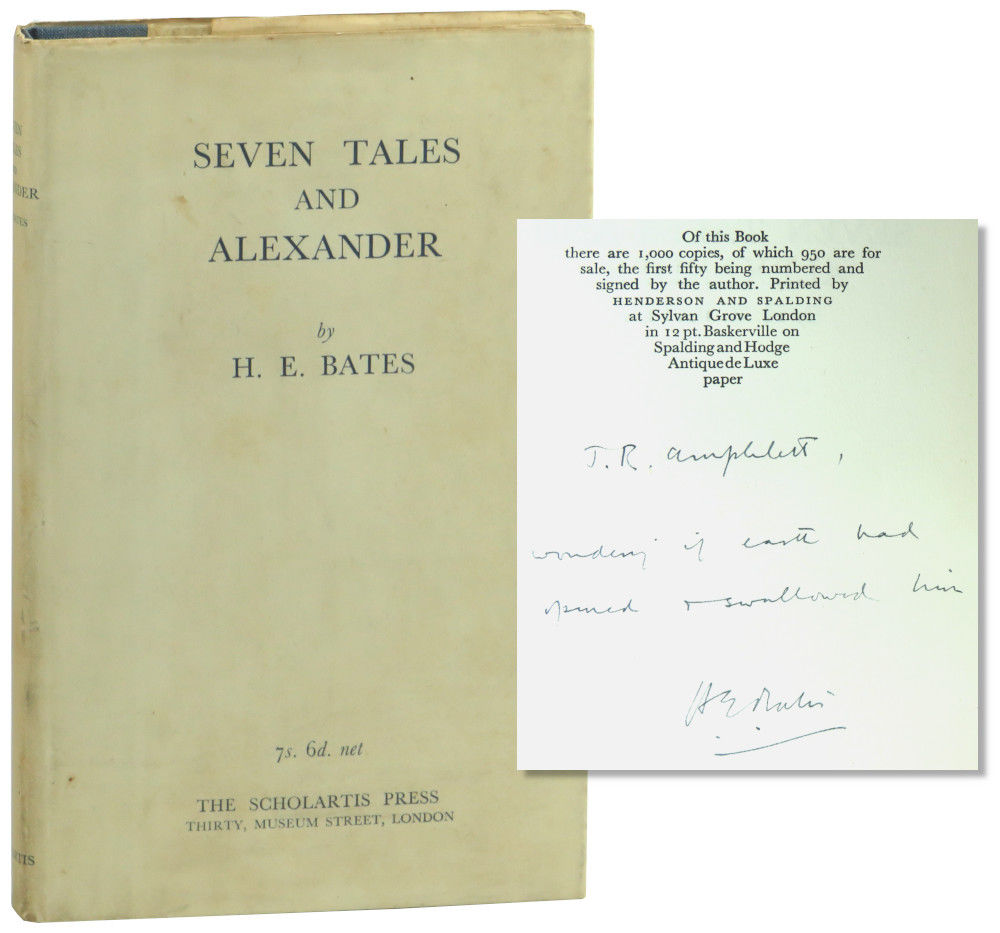 SEVEN TALES
AND
ALEXANDER
by
H. E. BATES
7s. 6d. net
THE SCHOLARTIS PRESS
THIRTY, MUSEUM STREET, LONDON
Of this Book
there are 1,000 copies, of which 950 are for
sale, the first fifty being numbered and
signed by the author. Printed by
HENDERSON AND SPALDING
at Sylvan Grove London
in 12 pt. Baskerville on
Spalding and Hodge
Antique de Luxe
paper
J. R. Amphlett,
wondering if earth had
opened & swallowed him
H E Bates